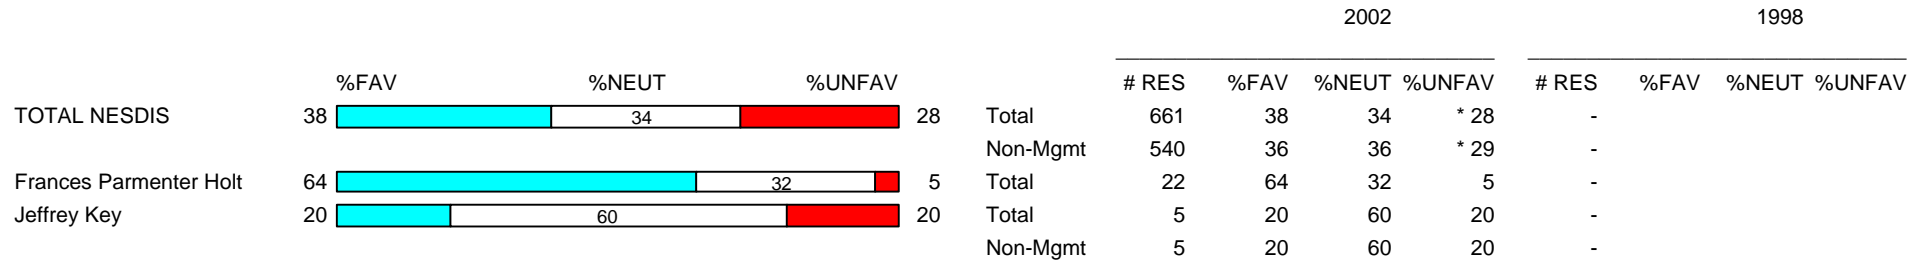 2002 1998
%FAV %NEUT %UNFAV # RES %FAV %NEUT %UNFAV # RES %FAV %NEUT %UNFAV
TOTAL NESDIS 38 34 28 Total 661 38 34 * 28 -
Non-Mgmt 540 36 36 * 29 -
Frances Parmenter Holt 64 32 5 Total 22 64 32 5 -
Jeffrey Key 20 60 20 Total 5 20 60 20 -
Non-Mgmt 5 20 60 20 -